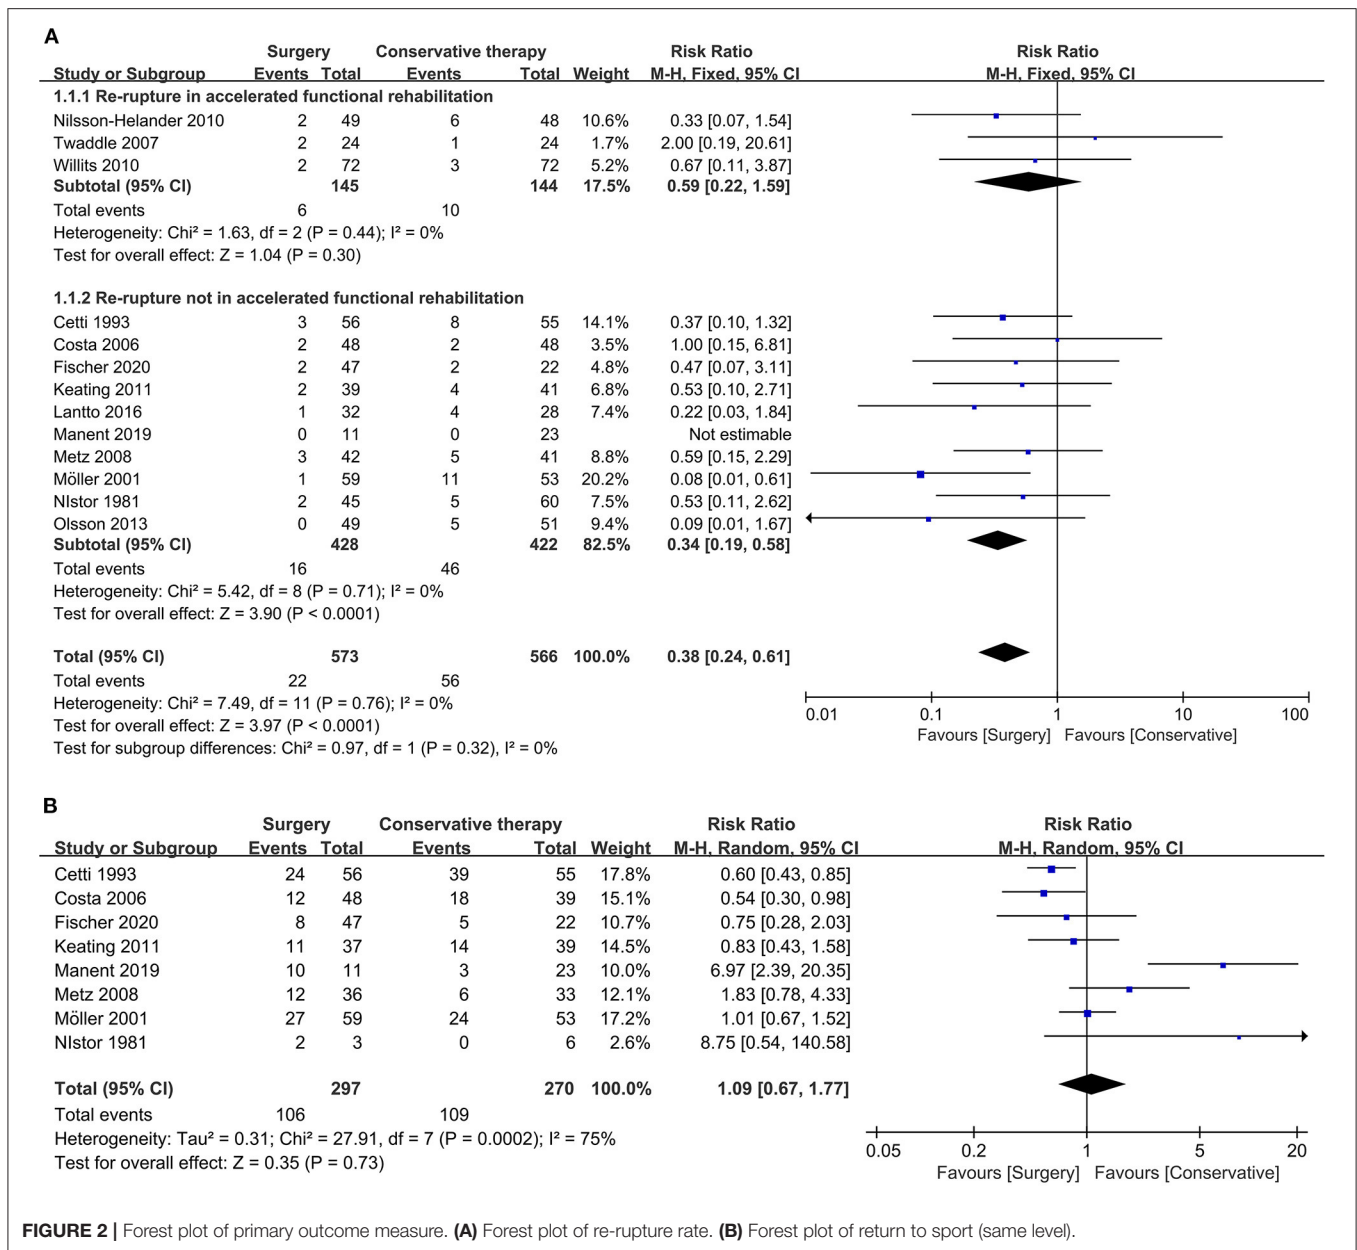 A
Surgery Conservative therapy Risk Ratio Risk Ratio
Study or Subgroup Events Total Events Total Weight M-H, Fixed, 95% CI M-H, Fixed, 95% CI
1.1.1 Re-rupture in accelerated functional rehabilitation
Nilsson-Helander 2010 2 49 6 48 10.6% 0.33 [0.07, 1.54]
Twaddle 2007 2 24 1 24 1.7% 2.00 [0.19, 20.61]
Willits 2010 2 72 3 72 5.2% 0.67 [0.11, 3.87]
Subtotal (95% CI) 145 144 17.5% 0.59 [0.22, 1.59]
Total events 6 10
Heterogeneity: Chi² = 1.63, df = 2 (P = 0.44); I² = 0%
Test for overall effect: Z = 1.04 (P = 0.30)
1.1.2 Re-rupture not in accelerated functional rehabilitation
Cetti 1993 3 56 8 55 14.1% 0.37 [0.10, 1.32]
Costa 2006 2 48 2 48 3.5% 1.00 [0.15, 6.81]
Fischer 2020 2 47 2 22 4.8% 0.47 [0.07, 3.11]
Keating 2011 2 39 4 41 6.8% 0.53 [0.10, 2.71]
Lantto 2016 1 32 4 28 7.4% 0.22 [0.03, 1.84]
Manent 2019 0 11 0 23 Not estimable
Metz 2008 3 42 5 41 8.8% 0.59 [0.15, 2.29]
Möller 2001 1 59 11 53 20.2% 0.08 [0.01, 0.61]
NIstor 1981 2 45 5 60 7.5% 0.53 [0.11, 2.62]
Olsson 2013 0 49 5 51 9.4% 0.09 [0.01, 1.67]
Subtotal (95% CI) 428 422 82.5% 0.34 [0.19, 0.58]
Total events 16 46
Heterogeneity: Chi² = 5.42, df = 8 (P = 0.71); I² = 0%
Test for overall effect: Z = 3.90 (P < 0.0001)
Total (95% CI) 573 566 100.0% 0.38 [0.24, 0.61]
Total events 22 56
Heterogeneity: Chi² = 7.49, df = 11 (P = 0.76); I² = 0%
Test for overall effect: Z = 3.97 (P < 0.0001)
Test for subgroup differences: Chi² = 0.97, df = 1 (P = 0.32), I² = 0%
0.01 0.1 1 10 100
Favours [Surgery] Favours [Conservative]
B
Surgery Conservative therapy Risk Ratio Risk Ratio
Study or Subgroup Events Total Events Total Weight M-H, Random, 95% CI M-H, Random, 95% CI
Cetti 1993 24 56 39 55 17.8% 0.60 [0.43, 0.85]
Costa 2006 12 48 18 39 15.1% 0.54 [0.30, 0.98]
Fischer 2020 8 47 5 22 10.7% 0.75 [0.28, 2.03]
Keating 2011 11 37 14 39 14.5% 0.83 [0.43, 1.58]
Manent 2019 10 11 3 23 10.0% 6.97 [2.39, 20.35]
Metz 2008 12 36 6 33 12.1% 1.83 [0.78, 4.33]
Möller 2001 27 59 24 53 17.2% 1.01 [0.67, 1.52]
NIstor 1981 2 3 0 6 2.6% 8.75 [0.54, 140.58]
Total (95% CI) 297 270 100.0% 1.09 [0.67, 1.77]
Total events 106 109
Heterogeneity: Tau² = 0.31; Chi² = 27.91, df = 7 (P = 0.0002); I² = 75%
Test for overall effect: Z = 0.35 (P = 0.73)
0.05 0.2 1 5 20
Favours [Surgery] Favours [Conservative]
FIGURE 2 | Forest plot of primary outcome measure. (A) Forest plot of re-rupture rate. (B) Forest plot of return to sport (same level).